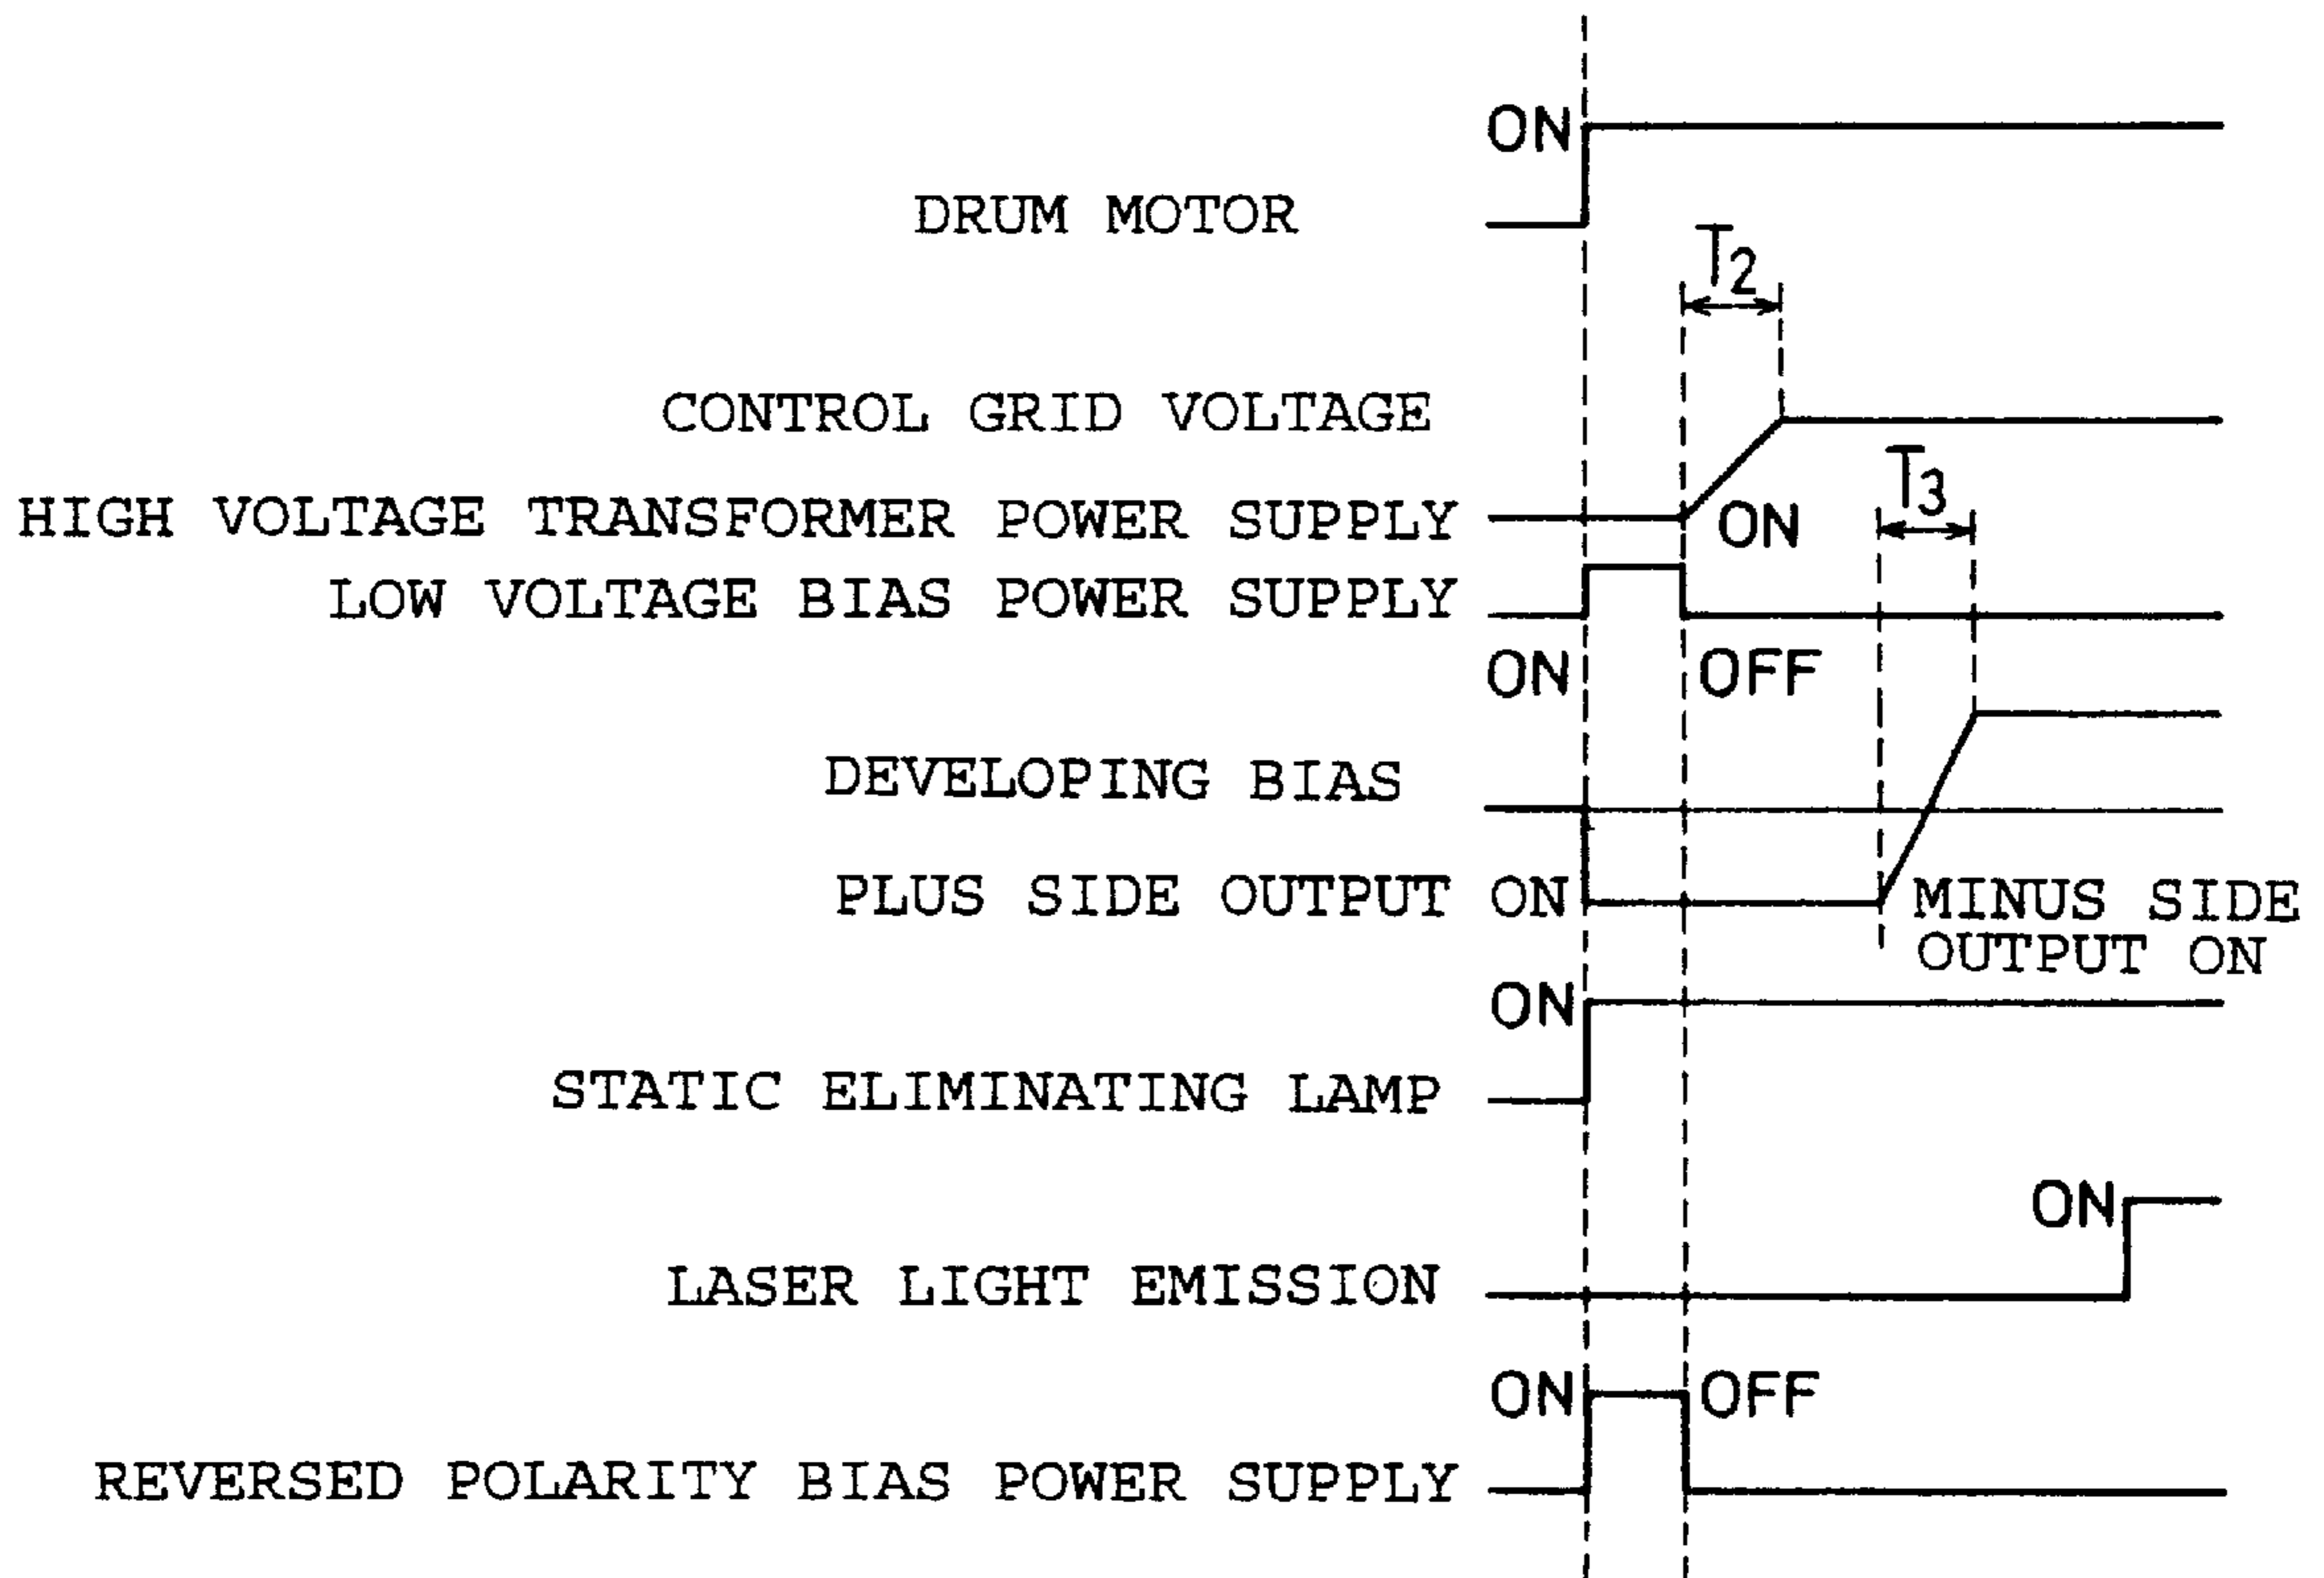 ON
DRUM MOTOR
T2
CONTROL GRID VOLTAGE
T3
HIGH VOLTAGE TRANSFORMER POWER SUPPLY ON
LOW VOLTAGE BIAS POWER SUPPLY
ON OFF
DEVELOPING BIAS
PLUS SIDE OUTPUT ON MINUS SIDE
OUTPUT ON
ON
STATIC ELIMINATING LAMP
ON
LASER LIGHT EMISSION
ON OFF
REVERSED POLARITY BIAS POWER SUPPLY